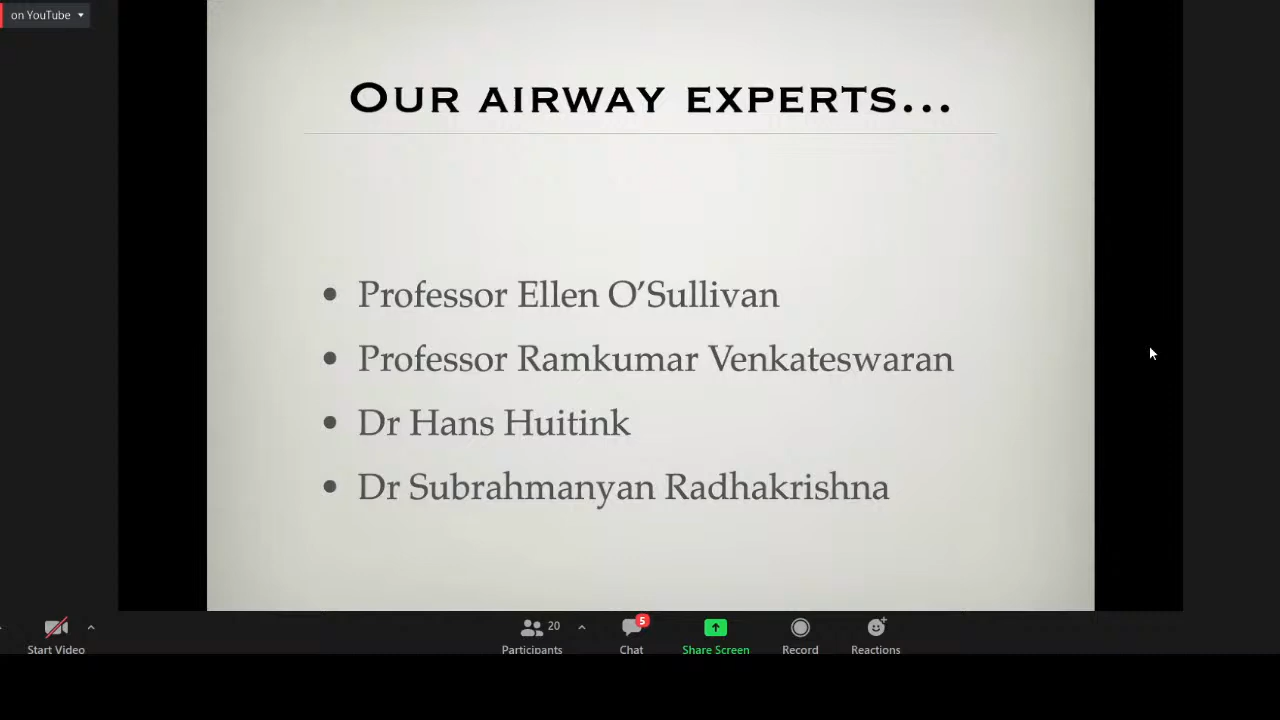 on YouTube
OUR AIRWAY EXPERTS...
• Professor Ellen O’Sullivan
• Professor Ramkumar Venkateswaran
• Dr Hans Huitink
• Dr Subrahmanyan Radhakrishna
20
5
Start Video
Participants
Chat
Share Screen
Record
Reactions